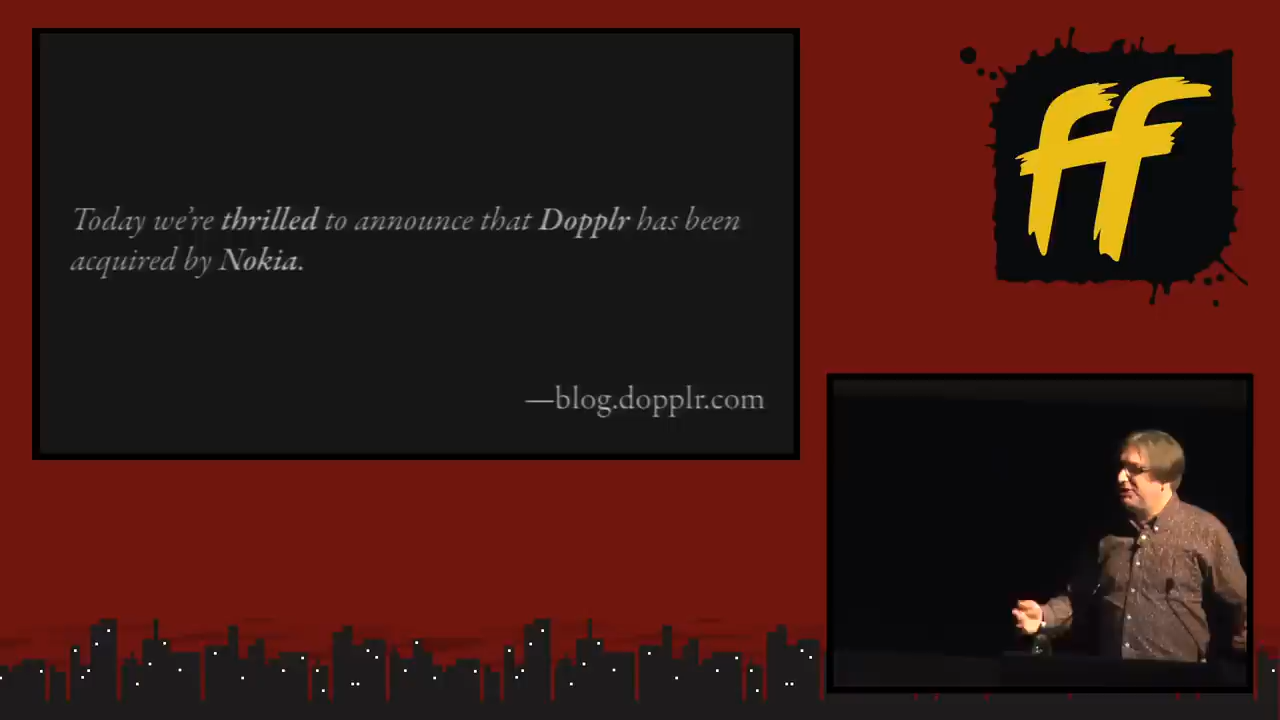 Today we're thrilled to announce that Dopplr has been
acquired by Nokia.
—blog.dopplr.com
ff